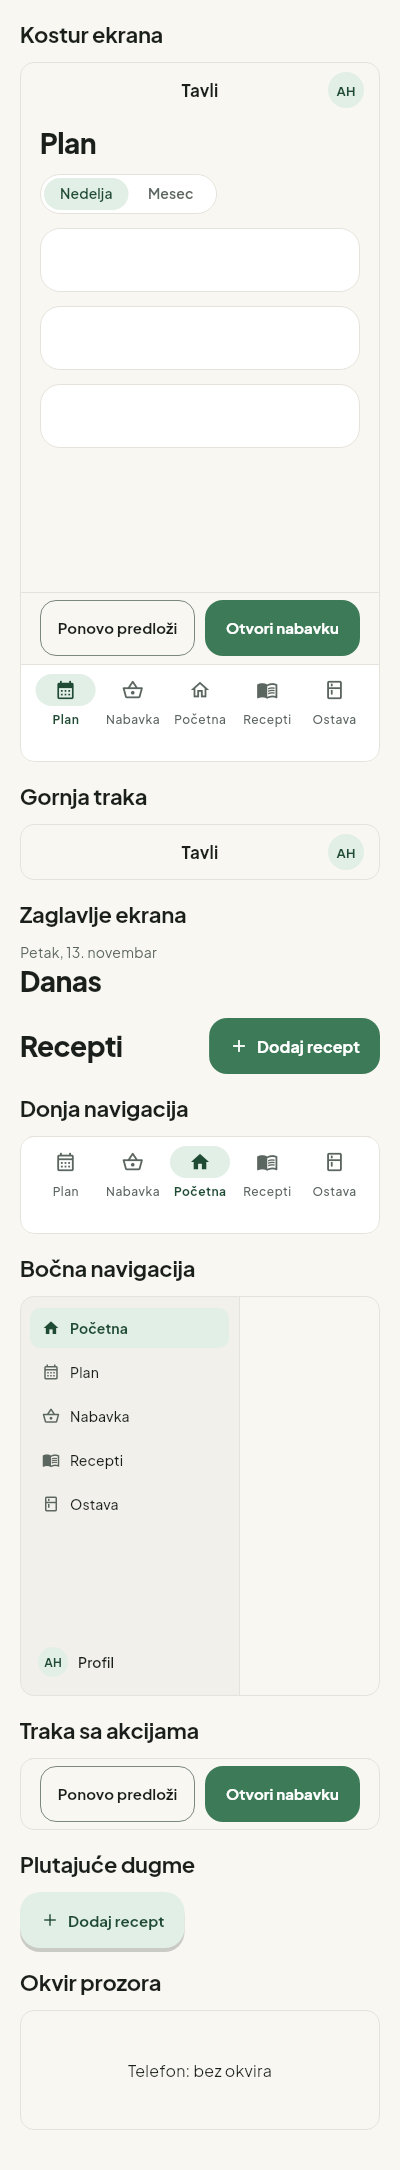 Kostur ekrana
Tavli
AH
Plan
Nedelja
Mesec
Ponovo predloži
Otvori nabavku
Plan
Nabavka
Početna
Recepti
Ostava
Gornja traka
Tavli
AH
Zaglavlje ekrana
Petak, 13. novembar
Danas
Recepti
Dodaj recept
Donja navigacija
Plan
Nabavka
Početna
Recepti
Ostava
Bočna navigacija
Početna
Plan
Nabavka
Recepti
Ostava
AH
Profil
Traka sa akcijama
Ponovo predloži
Otvori nabavku
Plutajuće dugme
Dodaj recept
Okvir prozora
Telefon: bez okvira